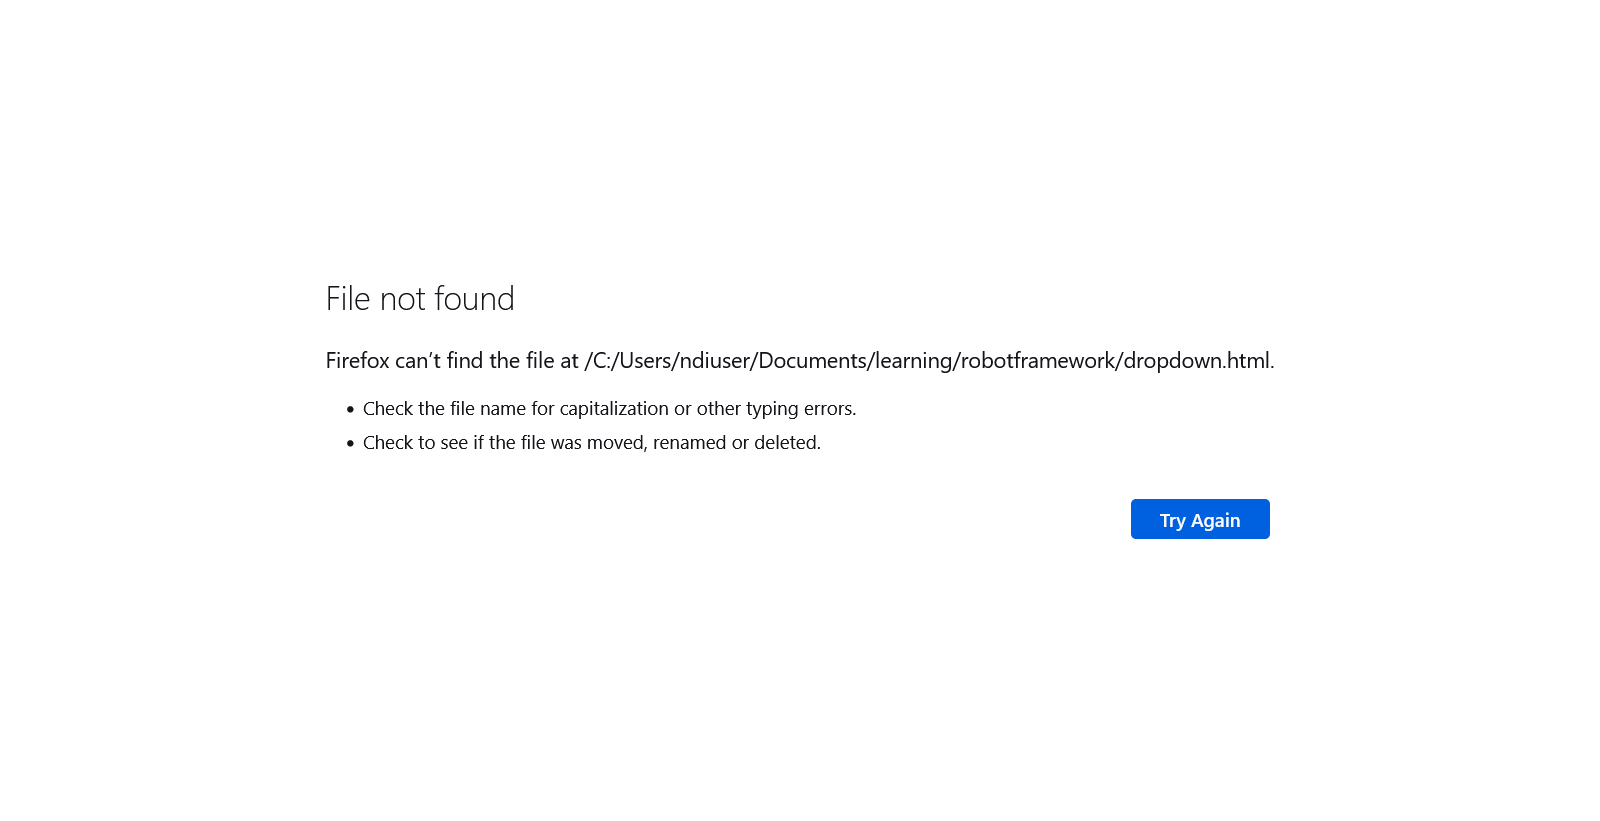 File not found
Firefox can’t find the file at /C:/Users/ndiuser/Documents/learning/robotframework/dropdown.html.
• Check the file name for capitalization or other typing errors.
• Check to see if the file was moved, renamed or deleted.
Try Again